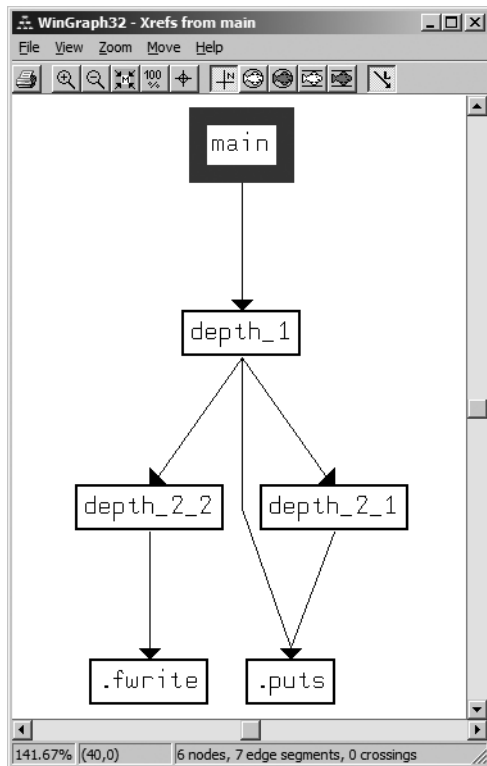 WinGraph32 - Xrefs from main
File View Zoom Move Help
M 100 % N
main
depth_1
depth_2_2 depth_2_1
.fwrite .puts
141.67% (40,0) 6 nodes, 7 edge segments, 0 crossings